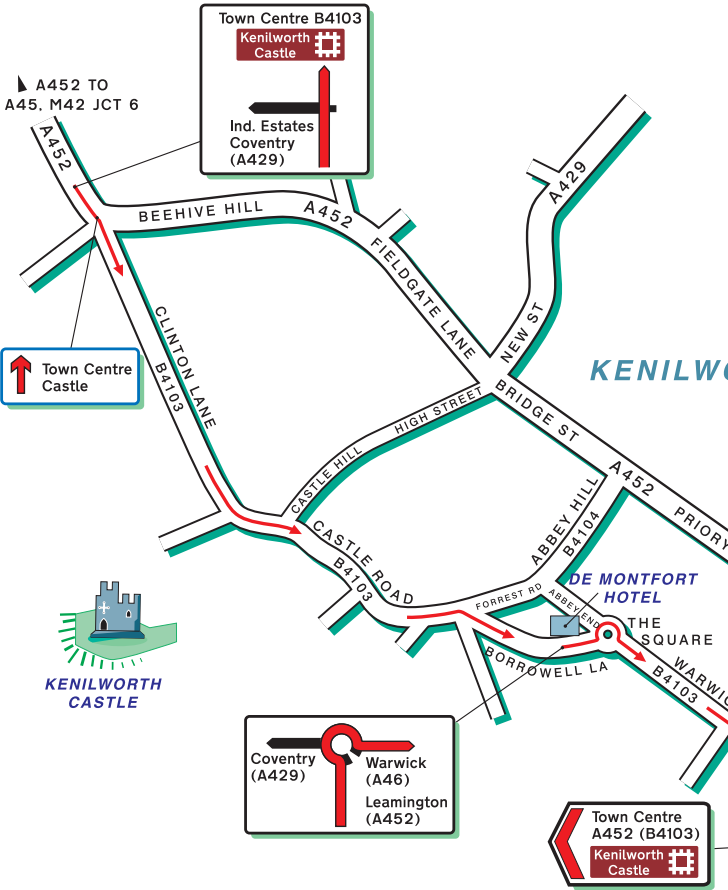 Town Centre B4103
Kenilworth
Castle
Ind. Estates
Coventry
(A429)
A452 TO
A45, M42 JCT 6
A452
BEEHIVE HILL
A452
A429
FIELDGATE LANE
NEW ST
KENILWO
CLINTON LANE
B4103
Town Centre
Castle
BRIDGE ST
HIGH STREET
CASTLE HILL
A452
PRIORY
ABBEY HILL
B4104
CASTLE ROAD
B4103
DE MONTFORT
HOTEL
FORREST RD
ABBEY END
THE
SQUARE
BORROWELL LA
WARWIC
B4103
KENILWORTH
CASTLE
Coventry
(A429)
Warwick
(A46)
Leamington
(A452)
Town Centre
A452 (B4103)
Kenilworth
Castle